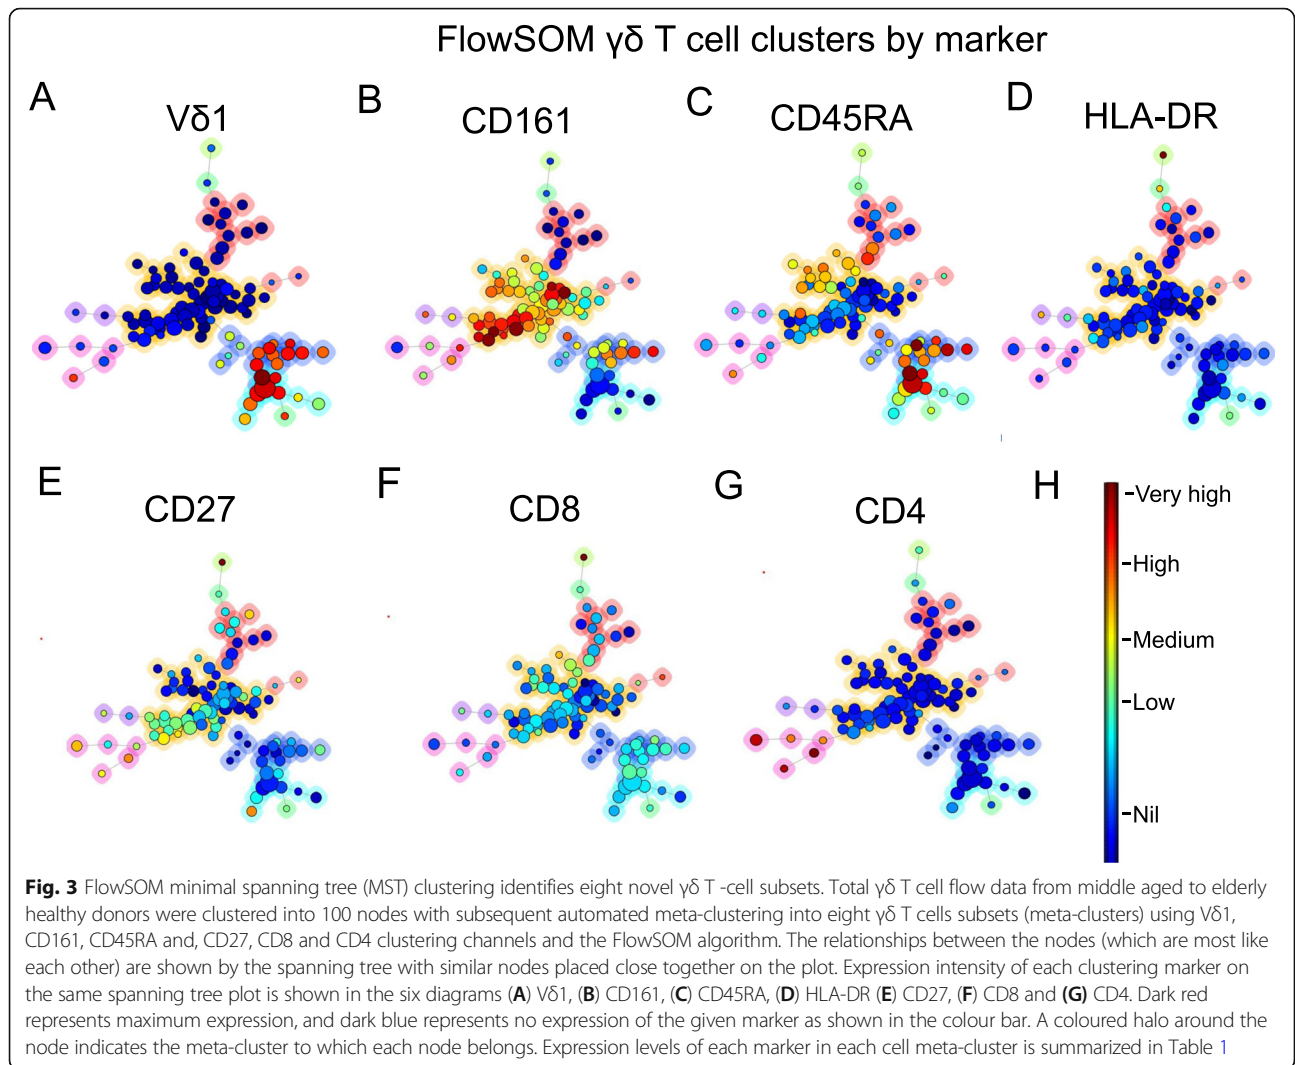 FlowSOM γδ T cell clusters by marker
A
Vδ1
B
CD161
C
CD45RA
D
HLA-DR
E
CD27
F
CD8
G
CD4
H
Very high
High
Medium
Low
Nil
Fig. 3 FlowSOM minimal spanning tree (MST) clustering identifies eight novel γδ T -cell subsets. Total γδ T cell flow data from middle aged to elderly
healthy donors were clustered into 100 nodes with subsequent automated meta-clustering into eight γδ T cells subsets (meta-clusters) using Vδ1,
CD161, CD45RA and, CD27, CD8 and CD4 clustering channels and the FlowSOM algorithm. The relationships between the nodes (which are most like
each other) are shown by the spanning tree with similar nodes placed close together on the plot. Expression intensity of each clustering marker on
the same spanning tree plot is shown in the six diagrams (A) Vδ1, (B) CD161, (C) CD45RA, (D) HLA-DR (E) CD27, (F) CD8 and (G) CD4. Dark red
represents maximum expression, and dark blue represents no expression of the given marker as shown in the colour bar. A coloured halo around the
node indicates the meta-cluster to which each node belongs. Expression levels of each marker in each cell meta-cluster is summarized in Table 1